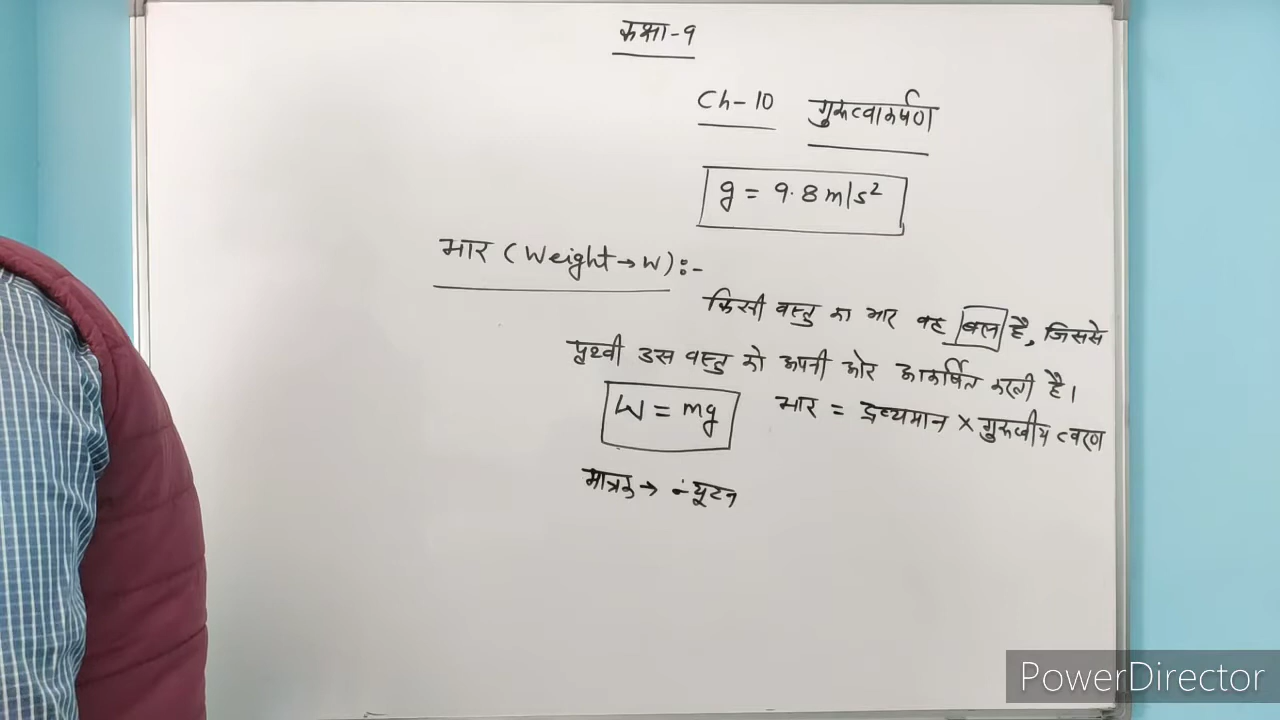 कक्षा-9
Ch-10 गुरुत्वाकर्षण
g = 9.8 m/s²
भार (Weight→W):-
किसी वस्तु का भार वह बल है, जिससे
पृथ्वी उस वस्तु को अपनी ओर आकर्षित करती है।
W = mg भार = द्रव्यमान × गुरुत्वीय त्वरण
मात्रक → न्यूटन
PowerDirector